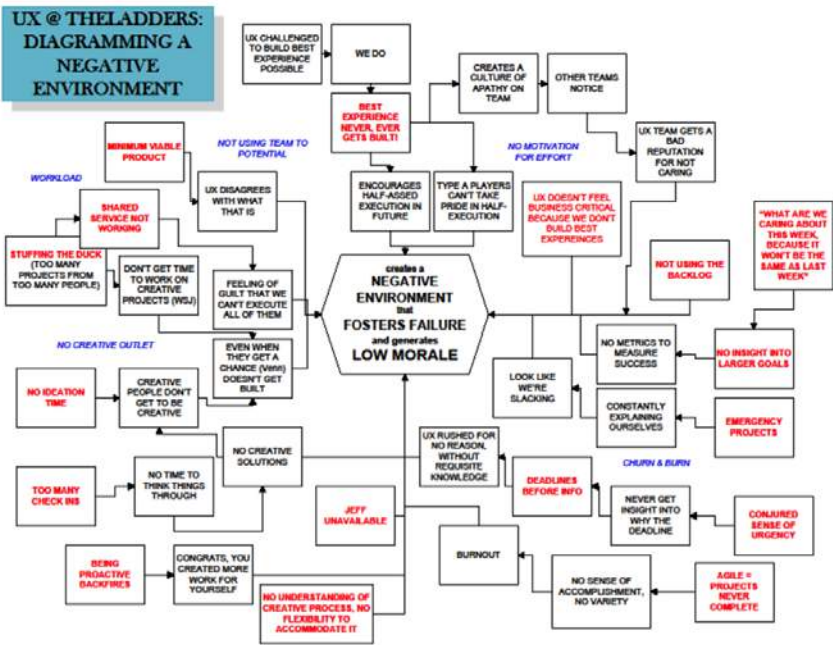 UX @ THELADDERS:
DIAGRAMMING A
NEGATIVE
ENVIRONMENT
UX CHALLENGED
TO BUILD BEST
EXPERIENCE
POSSIBLE
WE DO
CREATES A
CULTURE OF
APATHY ON
TEAM
OTHER TEAMS
NOTICE
BEST
EXPERIENCE
NEVER, EVER
GETS BUILT!
UX TEAM GETS A
BAD
REPUTATION
FOR NOT
CARING
MINIMUM VIABLE
PRODUCT
NOT USING TEAM TO
POTENTIAL
NO MOTIVATION
FOR EFFORT
WORKLOAD
UX DISAGREES
WITH WHAT
THAT IS
ENCOURAGES
HALF-ASSED
EXECUTION IN
FUTURE
TYPE A PLAYERS
CAN'T TAKE
PRIDE IN HALF-
EXECUTION
UX DOESN'T FEEL
BUSINESS CRITICAL
BECAUSE WE DON'T
BUILD BEST
EXPEREINCES
"WHAT ARE WE
CARING ABOUT
THIS WEEK,
BECAUSE IT
WON'T BE THE
SAME AS LAST
WEEK"
SHARED
SERVICE NOT
WORKING
STUFFING THE DUCK
(TOO MANY
PROJECTS FROM
TOO MANY PEOPLE)
DON'T GET TIME
TO WORK ON
CREATIVE
PROJECTS (WSJ)
FEELING OF
GUILT THAT WE
CAN'T EXECUTE
ALL OF THEM
creates a
NEGATIVE
ENVIRONMENT
that
FOSTERS FAILURE
and generates
LOW MORALE
NOT USING THE
BACKLOG
NO CREATIVE OUTLET
EVEN WHEN
THEY GET A
CHANCE (Venn)
DOESN'T GET
BUILT
NO METRICS TO
MEASURE
SUCCESS
NO INSIGHT INTO
LARGER GOALS
NO IDEATION
TIME
CREATIVE
PEOPLE DON'T
GET TO BE
CREATIVE
LOOK LIKE
WE'RE
SLACKING
CONSTANTLY
EXPLAINING
OURSELVES
EMERGENCY
PROJECTS
NO CREATIVE
SOLUTIONS
UX RUSHED FOR
NO REASON,
WITHOUT
REQUISITE
KNOWLEDGE
CHURN & BURN
TOO MANY
CHECK INS
NO TIME TO
THINK THINGS
THROUGH
DEADLINES
BEFORE INFO
NEVER GET
INSIGHT INTO
WHY THE
DEADLINE
CONJURED
SENSE OF
URGENCY
JEFF
UNAVAILABLE
BEING
PROACTIVE
BACKFIRES
CONGRATS, YOU
CREATED MORE
WORK FOR
YOURSELF
BURNOUT
NO SENSE OF
ACCOMPLISHMENT,
NO VARIETY
AGILE =
PROJECTS
NEVER
COMPLETE
NO UNDERSTANDING OF
CREATIVE PROCESS, NO
FLEXIBILITY TO
ACCOMMODATE IT